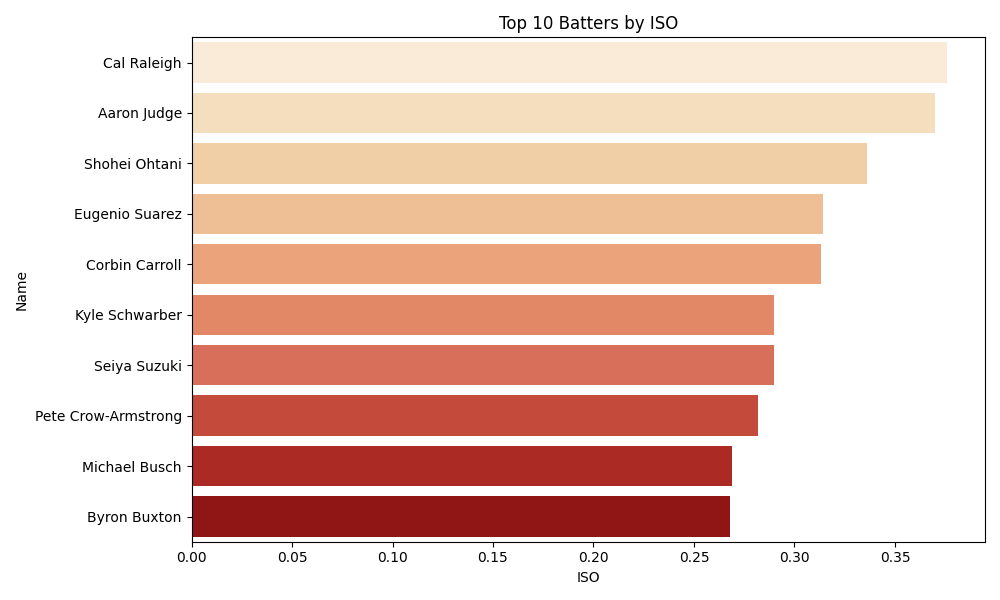 Top 10 Batters by ISO
Name
Cal Raleigh
Aaron Judge
Shohei Ohtani
Eugenio Suarez
Corbin Carroll
Kyle Schwarber
Seiya Suzuki
Pete Crow-Armstrong
Michael Busch
Byron Buxton
0.00 0.05 0.10 0.15 0.20 0.25 0.30 0.35
ISO